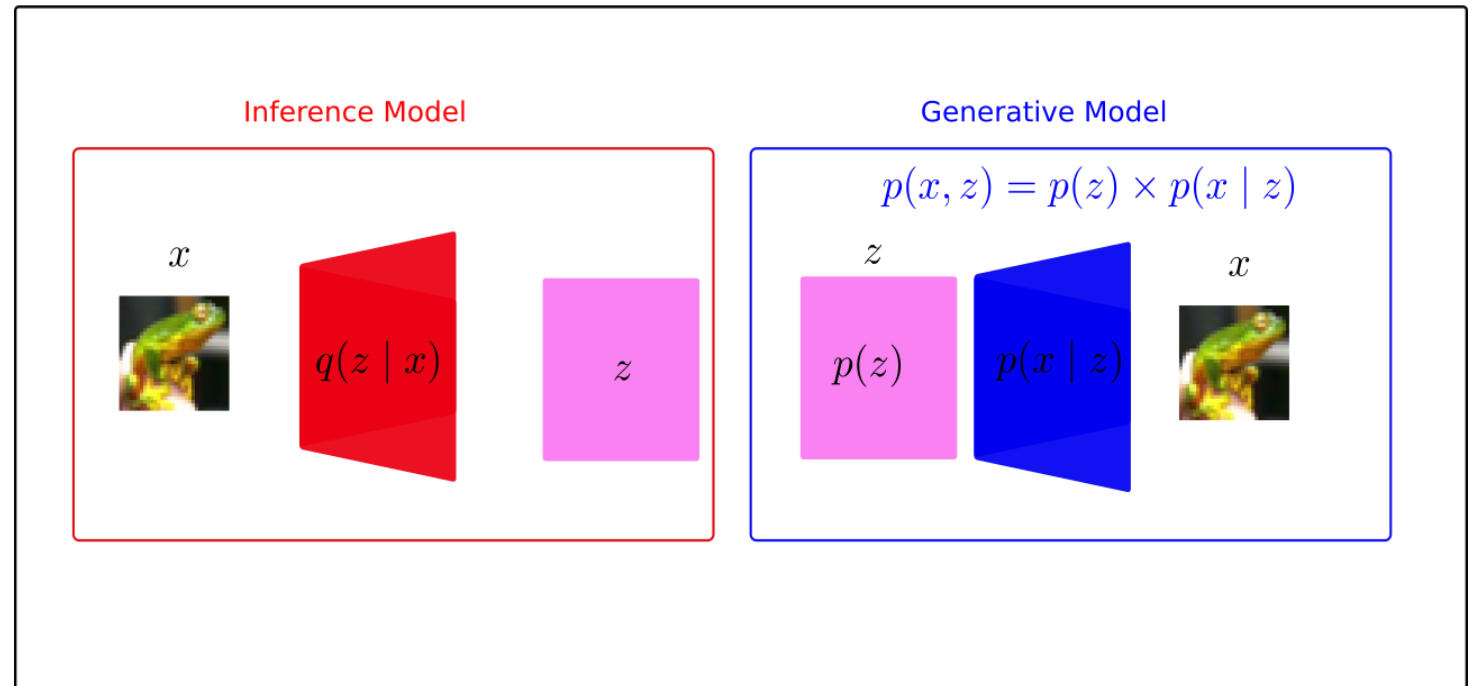 Inference Model
x
q(z | x)
z
Generative Model
p(x, z) = p(z) × p(x | z)
z
x
p(z)
p(x | z)